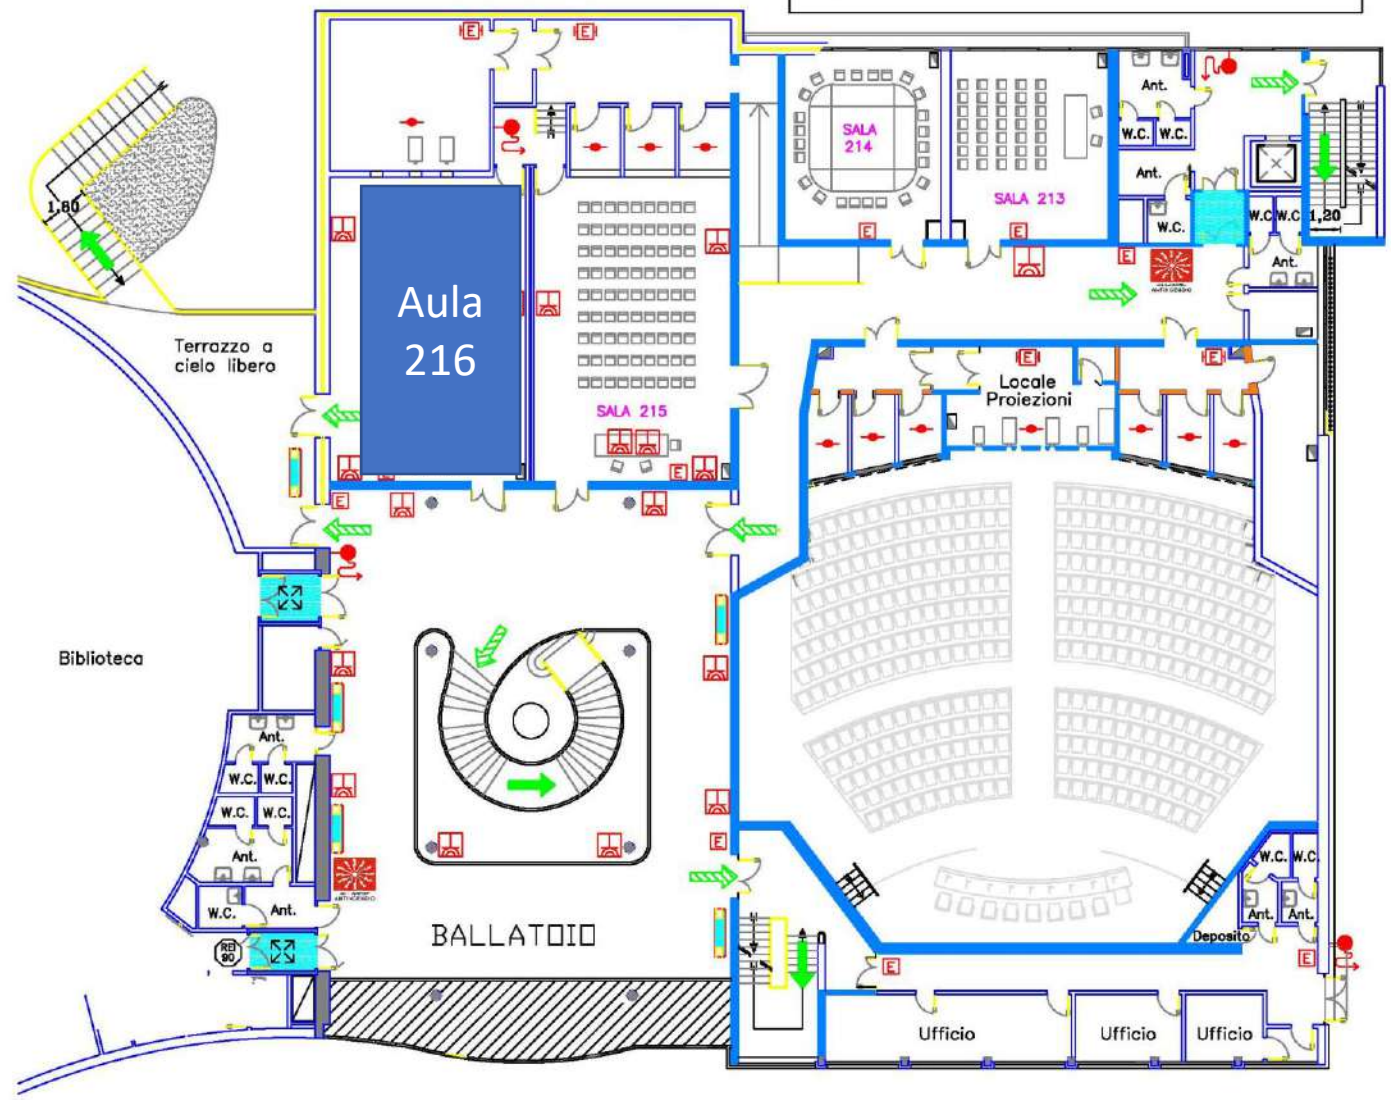 E
E
Ant.
W.C.
W.C.
SALA
214
SALA 213
Ant.
1,80
W.C.
W.C.
W.C.
1,20
E
E
E
Ant.
Aula
216
Terrazzo a
cielo libero
E
E
Locale
Proiezioni
SALA 215
E
E
Biblioteca
Ant.
W.C.
W.C.
W.C.
W.C.
E
Ant.
W.C.
W.C.
W.C.
Ant.
Ant.
Ant.
REI
90
BALLATOIO
Deposito
E
E
Ufficio
Ufficio
Ufficio